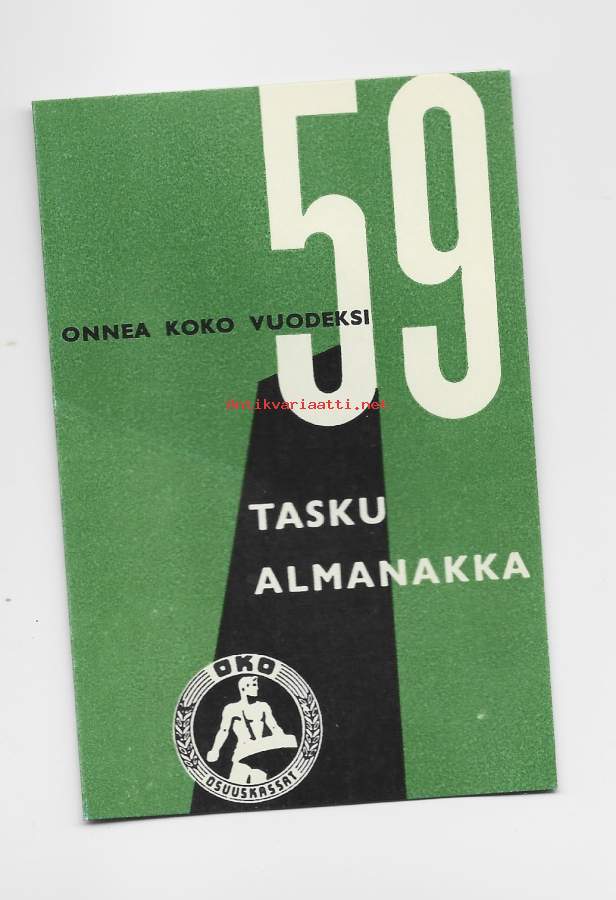 59
ONNEA KOKO VUODEKSI
Antikvariaatti.net
TASKU
ALMANAKKA
OKO
OSUUSKASSAT